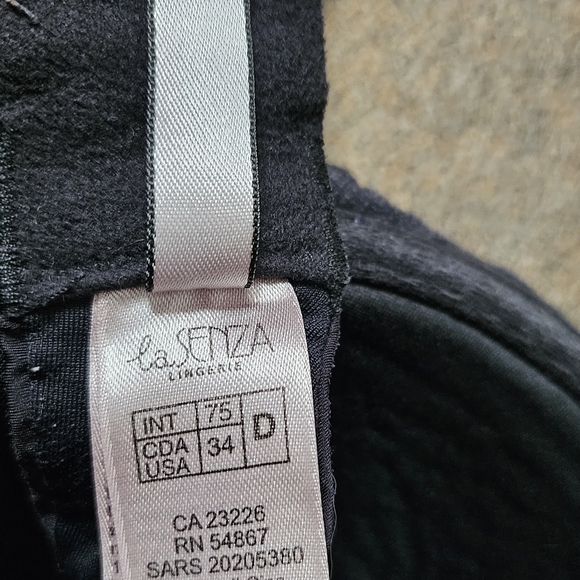 la SENZA
LINGERIE
INT 75 D
CDA 34
USA
CA 23226
RN 54867
SARS 20205380